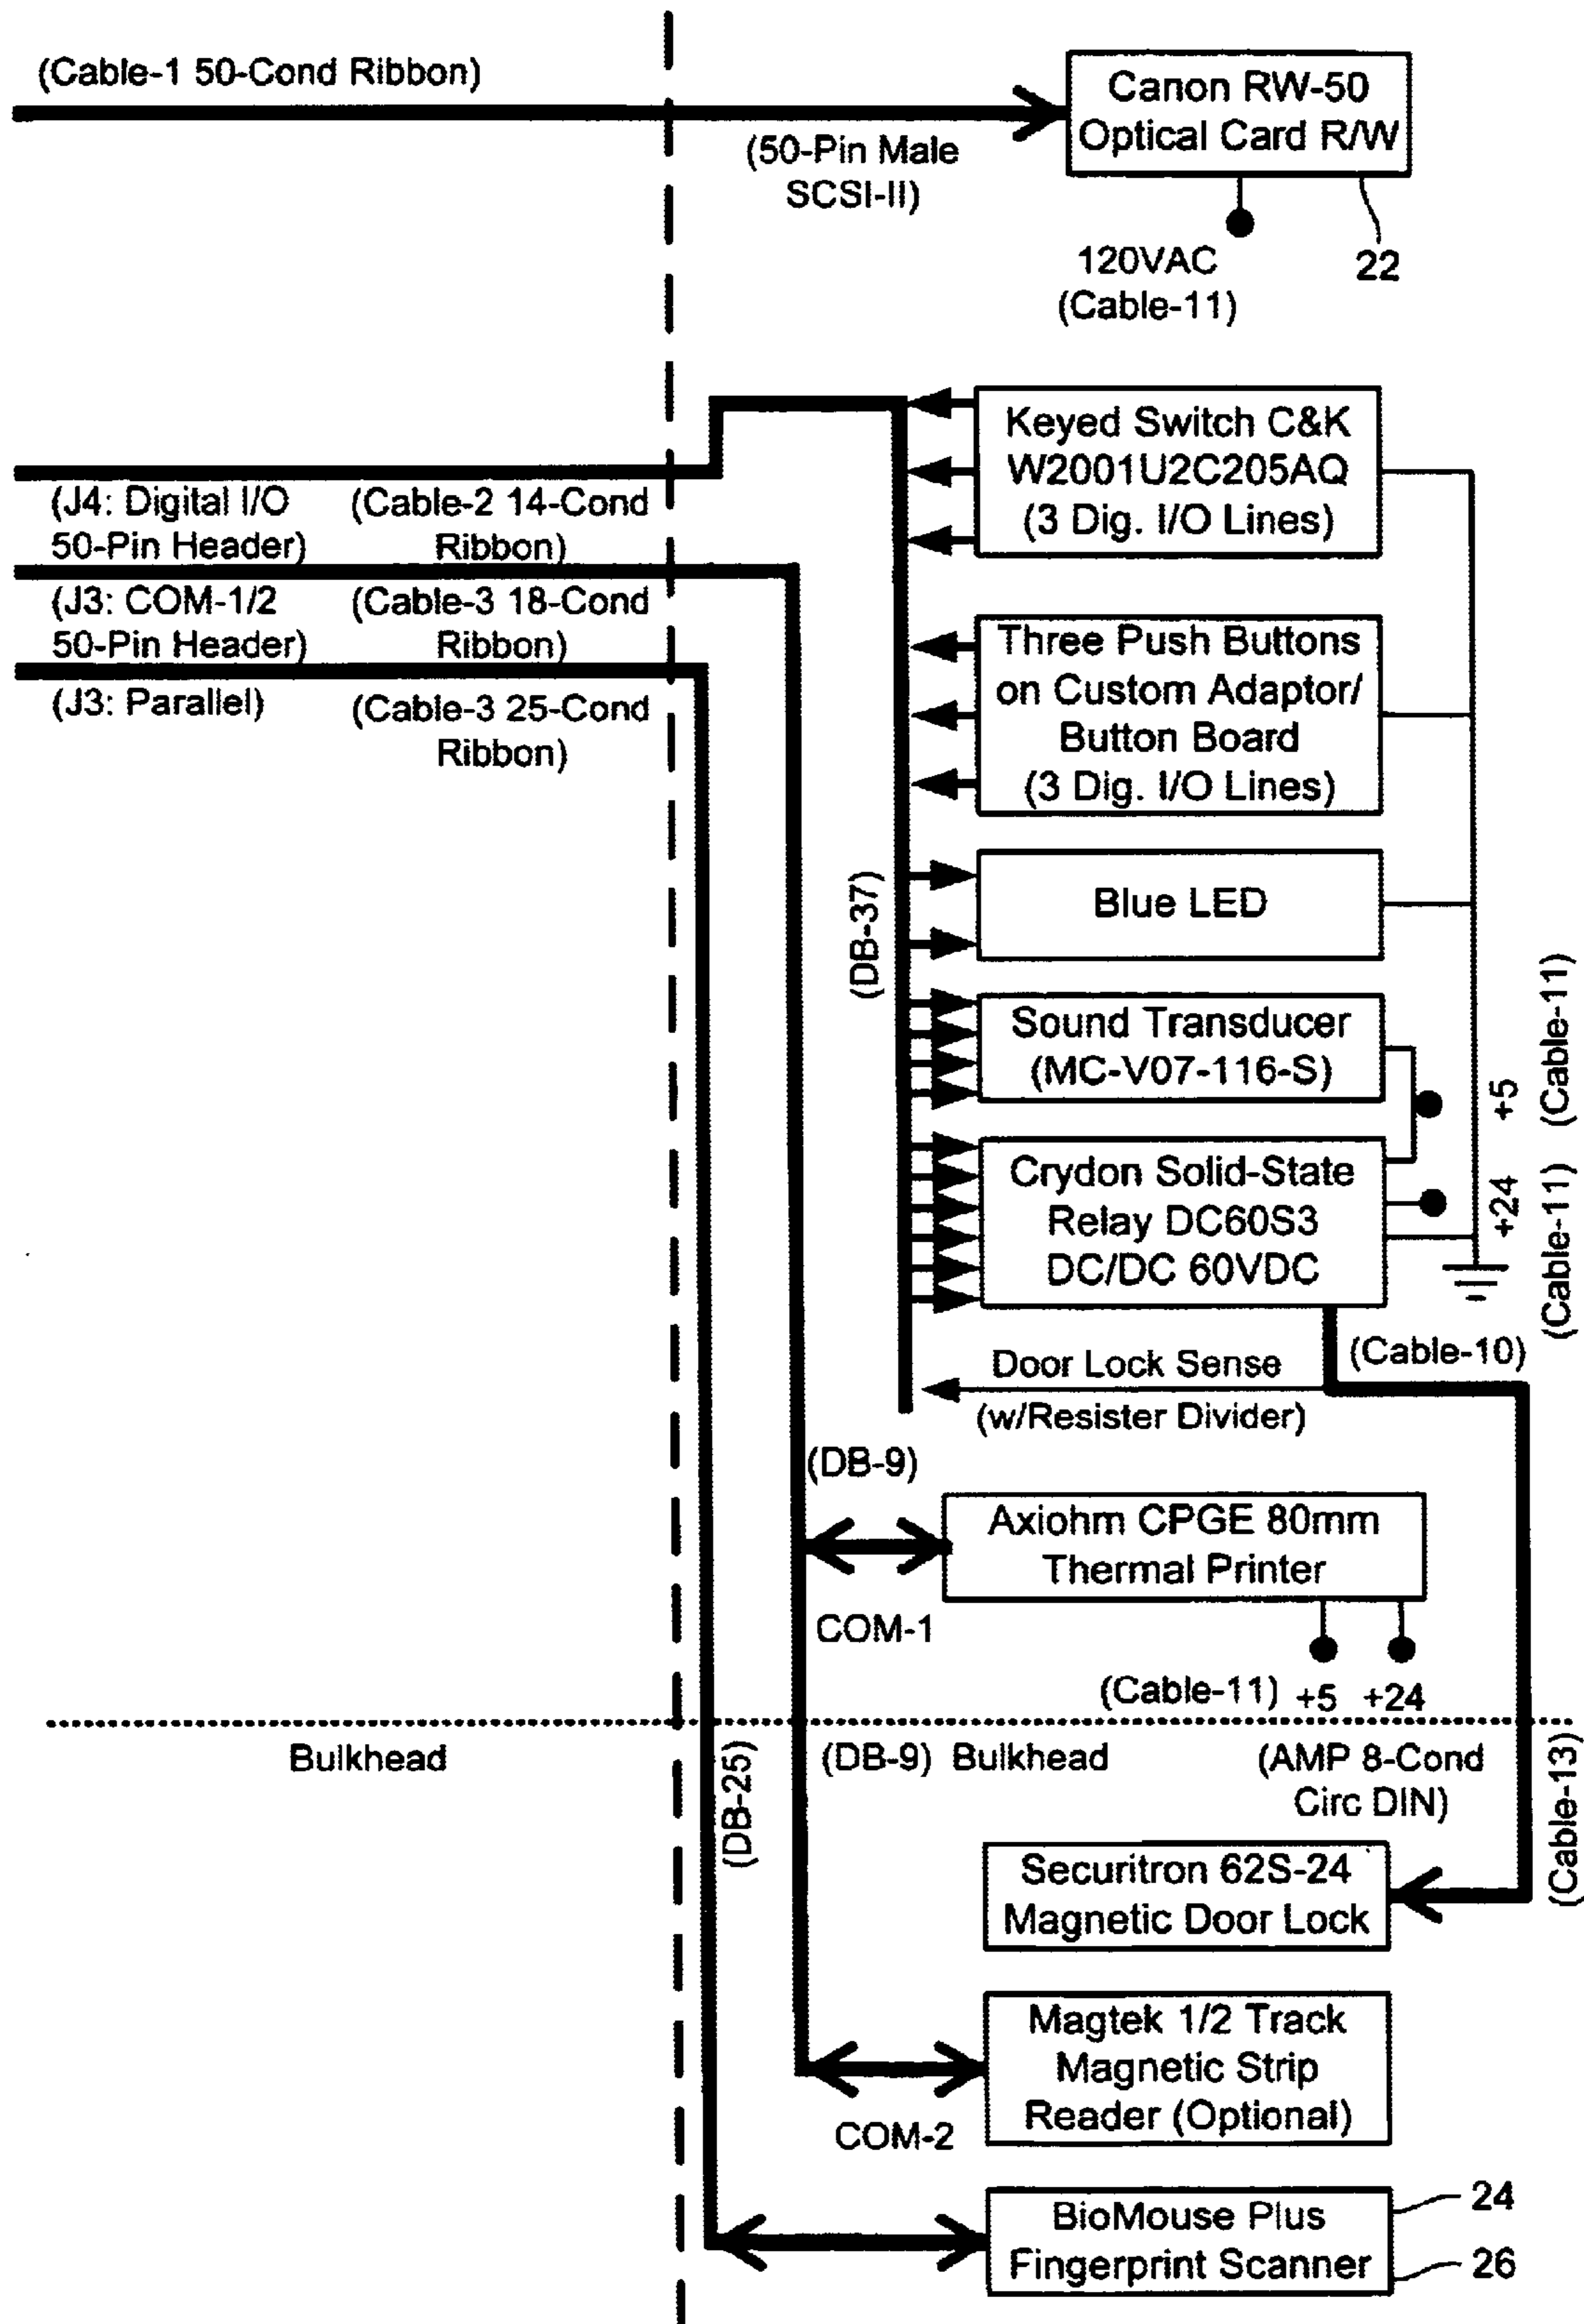 (Cable-1 50-Cond Ribbon)
Canon RW-50
Optical Card R/W
(50-Pin Male
SCSI-II)
120VAC
(Cable-11)
22
Keyed Switch C&K
W2001U2C205AQ
(3 Dig. I/O Lines)
(J4: Digital I/O
50-Pin Header)
(Cable-2 14-Cond
Ribbon)
(J3: COM-1/2
50-Pin Header)
(Cable-3 18-Cond
Ribbon)
(J3: Parallel)
(Cable-3 25-Cond
Ribbon)
Three Push Buttons
on Custom Adaptor/
Button Board
(3 Dig. I/O Lines)
(DB-37)
Blue LED
Sound Transducer
(MC-V07-116-S)
+5 (Cable-11)
Crydon Solid-State
Relay DC60S3
DC/DC 60VDC
+24 (Cable-11)
(Cable-10)
Door Lock Sense
(w/Resister Divider)
(DB-9)
Axiohm CPGE 80mm
Thermal Printer
COM-1
(Cable-11) +5 +24
Bulkhead
(DB-25)
(DB-9) Bulkhead
(AMP 8-Cond
Circ DIN)
(Cable-13)
Securitron 62S-24
Magnetic Door Lock
Magtek 1/2 Track
Magnetic Strip
Reader (Optional)
COM-2
BioMouse Plus
Fingerprint Scanner
24
26